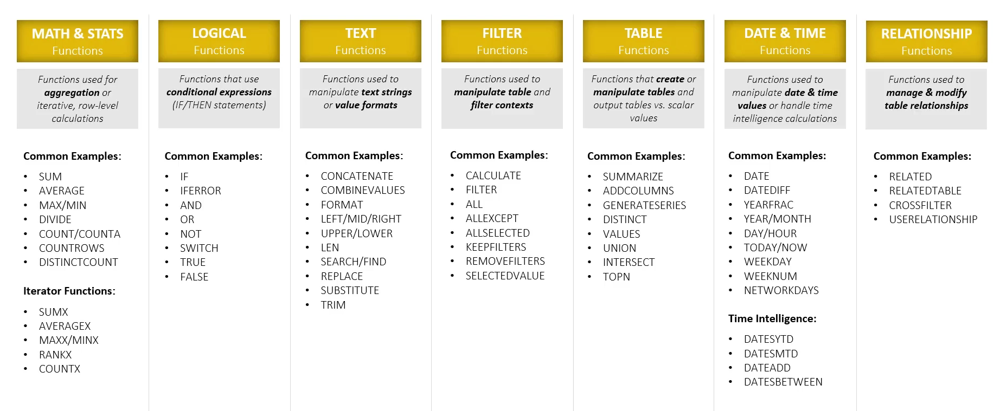 MATH & STATS
Functions
Functions used for
aggregation or
iterative, row-level
calculations
Common Examples:
• SUM
• AVERAGE
• MAX/MIN
• DIVIDE
• COUNT/COUNTA
• COUNTROWS
• DISTINCTCOUNT
Iterator Functions:
• SUMX
• AVERAGEX
• MAXX/MINX
• RANKX
• COUNTX
LOGICAL
Functions
Functions that use
conditional expressions
(IF/THEN statements)
Common Examples:
• IF
• IFERROR
• AND
• OR
• NOT
• SWITCH
• TRUE
• FALSE
TEXT
Functions
Functions used to
manipulate text strings
or value formats
Common Examples:
• CONCATENATE
• COMBINEVALUES
• FORMAT
• LEFT/MID/RIGHT
• UPPER/LOWER
• LEN
• SEARCH/FIND
• REPLACE
• SUBSTITUTE
• TRIM
FILTER
Functions
Functions used to
manipulate table and
filter contexts
Common Examples:
• CALCULATE
• FILTER
• ALL
• ALLEXCEPT
• ALLSELECTED
• KEEPFILTERS
• REMOVEFILTERS
• SELECTEDVALUE
TABLE
Functions
Functions that create or
manipulate tables and
output tables vs. scalar
values
Common Examples:
• SUMMARIZE
• ADDCOLUMNS
• GENERATESERIES
• DISTINCT
• VALUES
• UNION
• INTERSECT
• TOPN
DATE & TIME
Functions
Functions used to
manipulate date & time
values or handle time
intelligence calculations
Common Examples:
• DATE
• DATEDIFF
• YEARFRAC
• YEAR/MONTH
• DAY/HOUR
• TODAY/NOW
• WEEKDAY
• WEEKNUM
• NETWORKDAYS
Time Intelligence:
• DATESYTD
• DATESMTD
• DATEADD
• DATESBETWEEN
RELATIONSHIP
Functions
Functions used to
manage & modify
table relationships
Common Examples:
• RELATED
• RELATEDTABLE
• CROSSFILTER
• USERELATIONSHIP